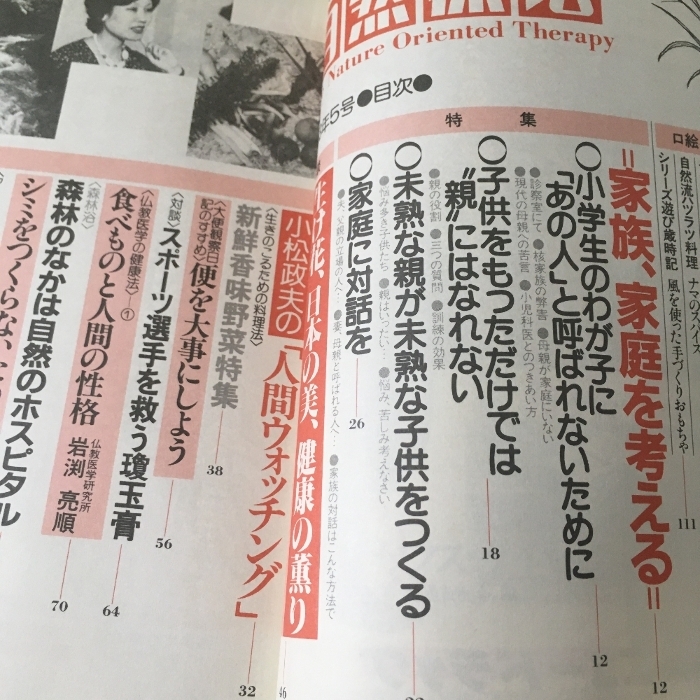 Nature Oriented Therapy
年5号●目次●
特集
口絵
自然流ハツラツ料理
シリーズ遊び歳時記 風を使った手づくりおもちゃ
111
=家族、家庭を考える=
12
○小学生のわが子に
「あの人」と呼ばれないために
●診察室にて ●核家族の弊害 ●母親が家庭にいない
●現代の母親への苦言 ●小児科医とのつきあい方
12
○子供をもっただけでは
“親”にはなれない
●親の役割 ●三つの質問 ●訓練の効果
18
○未熟な親が未熟な子供をつくる
●悩み多き子供たち ●親はいったい… ●悩み、苦しみ考えなさい
○家庭に対話を
●夫、父親の立場の人へ… ●妻、母親と呼ばれる人へ… ●家族の対話はこんな方法で
26
生け花、日本の美、健康の薫り
46
小松政夫の「人間ウォッチング」
32
〈生きのこるための料理法〉
新鮮香味野菜特集
38
〈大便観察日記のすすめ〉
便を大事にしよう
〈対談〉
スポーツ選手を救う瓊玉膏
56
〈仏教医学の健康法〉①
食べものと人間の性格
仏教医学研究所
岩渕 亮順
64
〈森林浴〉
森林のなかは自然のホスピタル
70
シミをつくらない